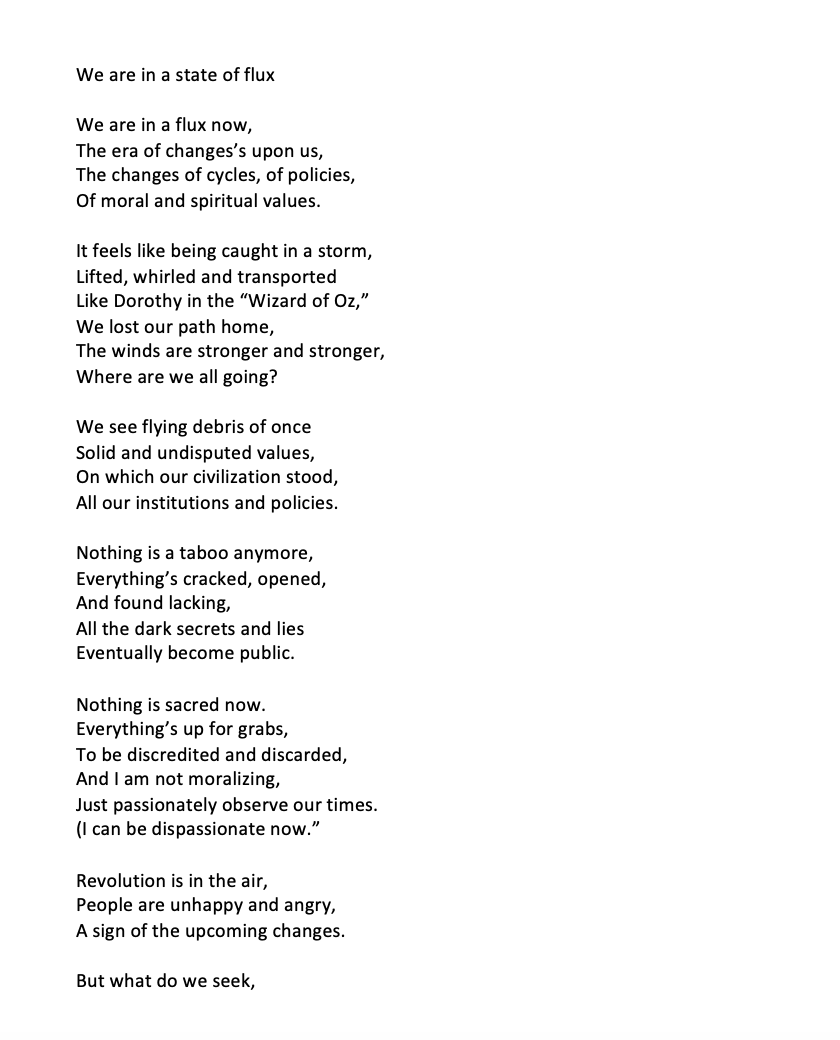 We are in a state of flux
We are in a flux now,
The era of changes’s upon us,
The changes of cycles, of policies,
Of moral and spiritual values.
It feels like being caught in a storm,
Lifted, whirled and transported
Like Dorothy in the “Wizard of Oz,”
We lost our path home,
The winds are stronger and stronger,
Where are we all going?
We see flying debris of once
Solid and undisputed values,
On which our civilization stood,
All our institutions and policies.
Nothing is a taboo anymore,
Everything’s cracked, opened,
And found lacking,
All the dark secrets and lies
Eventually become public.
Nothing is sacred now.
Everything’s up for grabs,
To be discredited and discarded,
And I am not moralizing,
Just passionately observe our times.
(I can be dispassionate now.”
Revolution is in the air,
People are unhappy and angry,
A sign of the upcoming changes.
But what do we seek,